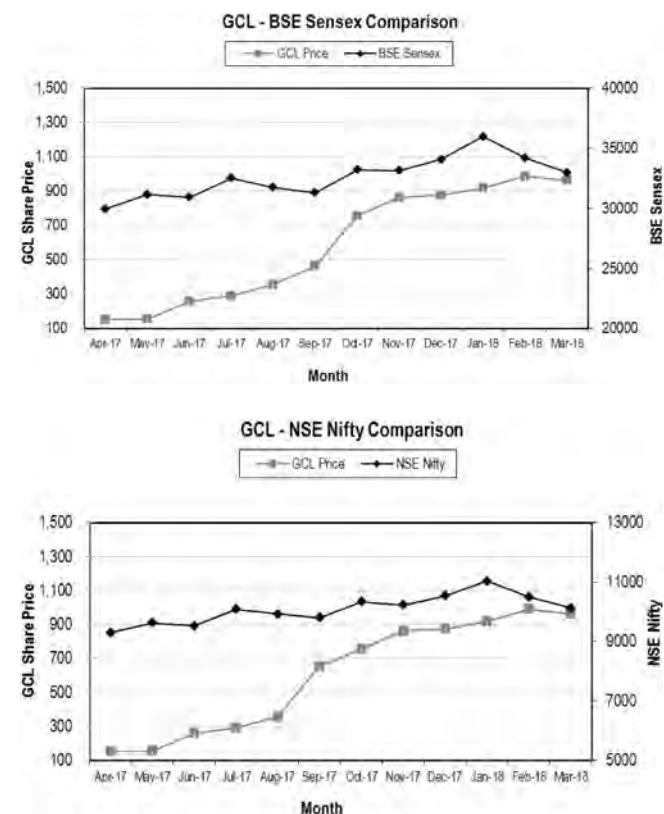 GCL - BSE Sensex Comparison
GCL Price BSE Sensex
1,500
1,300
1,100
900
700
500
300
100
GCL Share Price
40000
35000
30000
25000
20000
BSE Sensex
Apr-17 May-17 Jun-17 Jul-17 Aug-17 Sep-17 Oct-17 Nov-17 Dec-17 Jan-18 Feb-18 Mar-18
Month
GCL - NSE Nifty Comparison
GCL Price NSE Nifty
1,500
1,300
1,100
900
700
500
300
100
GCL Share Price
13000
11000
9000
7000
5000
NSE Nifty
Apr-17 May-17 Jun-17 Jul-17 Aug-17 Sep-17 Oct-17 Nov-17 Dec-17 Jan-18 Feb-18 Mar-18
Month